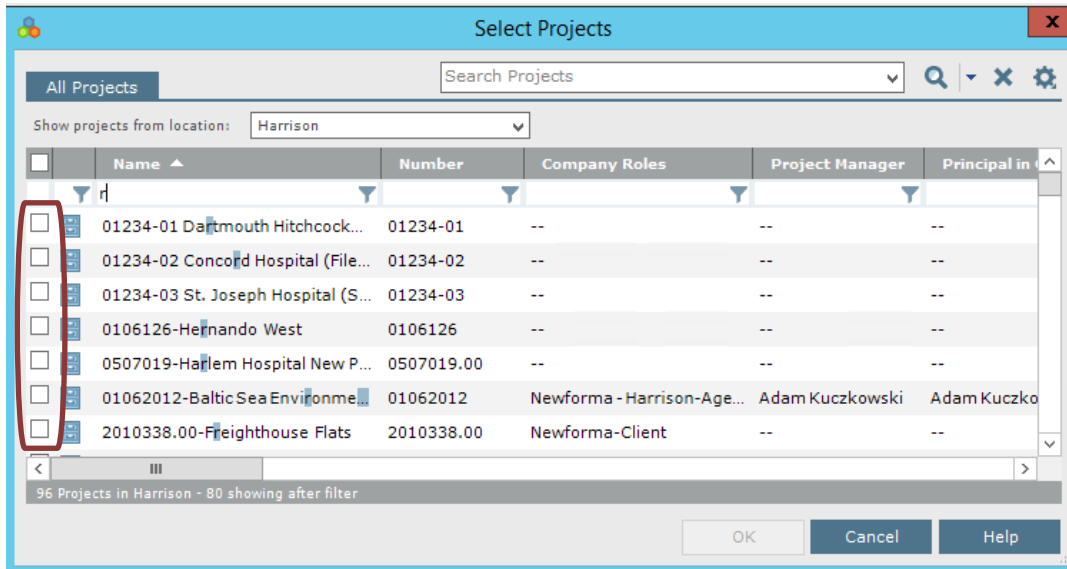 Select Projects
x
All Projects
Search Projects
Show projects from location: Harrison
Name Number Company Roles Project Manager Principal in
r
01234-01 Dartmouth Hitchcock... 01234-01 -- -- --
01234-02 Concord Hospital (File... 01234-02 -- -- --
01234-03 St. Joseph Hospital (S... 01234-03 -- -- --
0106126-Hernando West 0106126 -- -- --
0507019-Harlem Hospital New P... 0507019.00 -- -- --
01062012-Baltic Sea Environme... 01062012 Newforma - Harrison-Age... Adam Kuczkowski Adam Kuczko
2010338.00-Freighthouse Flats 2010338.00 Newforma-Client -- --
96 Projects in Harrison - 80 showing after filter
OK Cancel Help